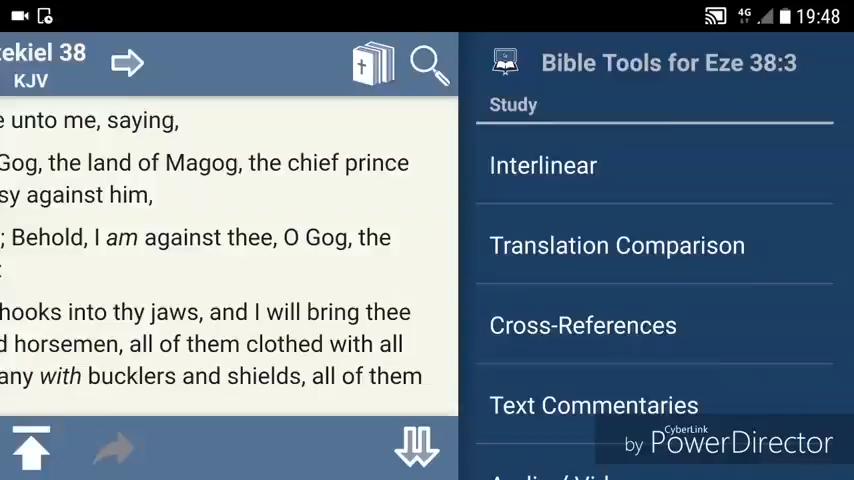 4G
19:48
ekiel 38
KJV
e unto me, saying,
Gog, the land of Magog, the chief prince
sy against him,
; Behold, I am against thee, O Gog, the
:
hooks into thy jaws, and I will bring thee
d horsemen, all of them clothed with all
any with bucklers and shields, all of them
Bible Tools for Eze 38:3
Study
Interlinear
Translation Comparison
Cross-References
Text Commentaries
by CyberLink PowerDirector